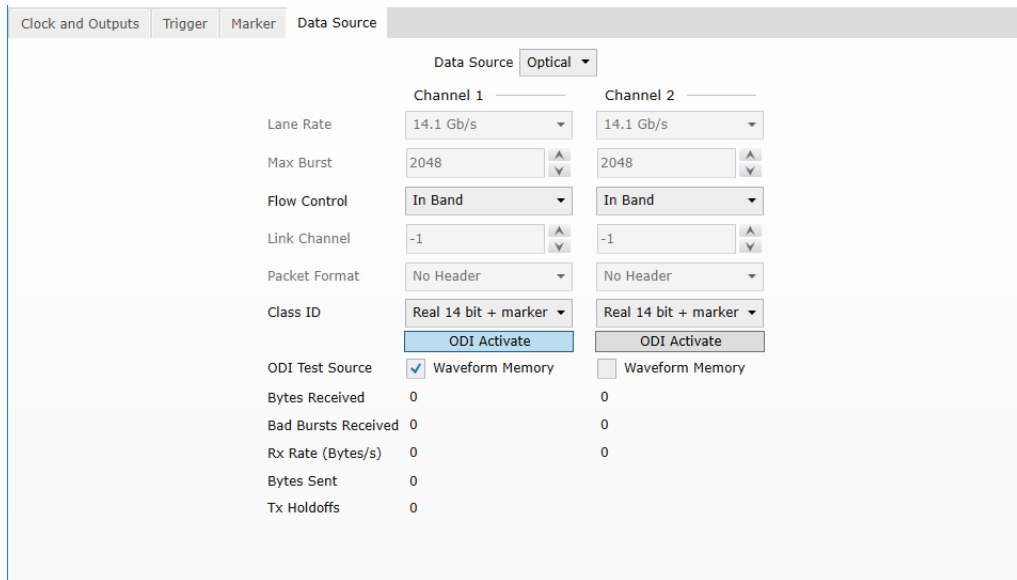 Clock and Outputs Trigger Marker Data Source
Data Source Optical
Channel 1 Channel 2
Lane Rate 14.1 Gb/s 14.1 Gb/s
Max Burst 2048 2048
Flow Control In Band In Band
Link Channel -1 -1
Packet Format No Header No Header
Class ID Real 14 bit + marker Real 14 bit + marker
ODI Activate ODI Activate
ODI Test Source Waveform Memory Waveform Memory
Bytes Received 0 0
Bad Bursts Received 0 0
Rx Rate (Bytes/s) 0 0
Bytes Sent 0
Tx Holdoffs 0